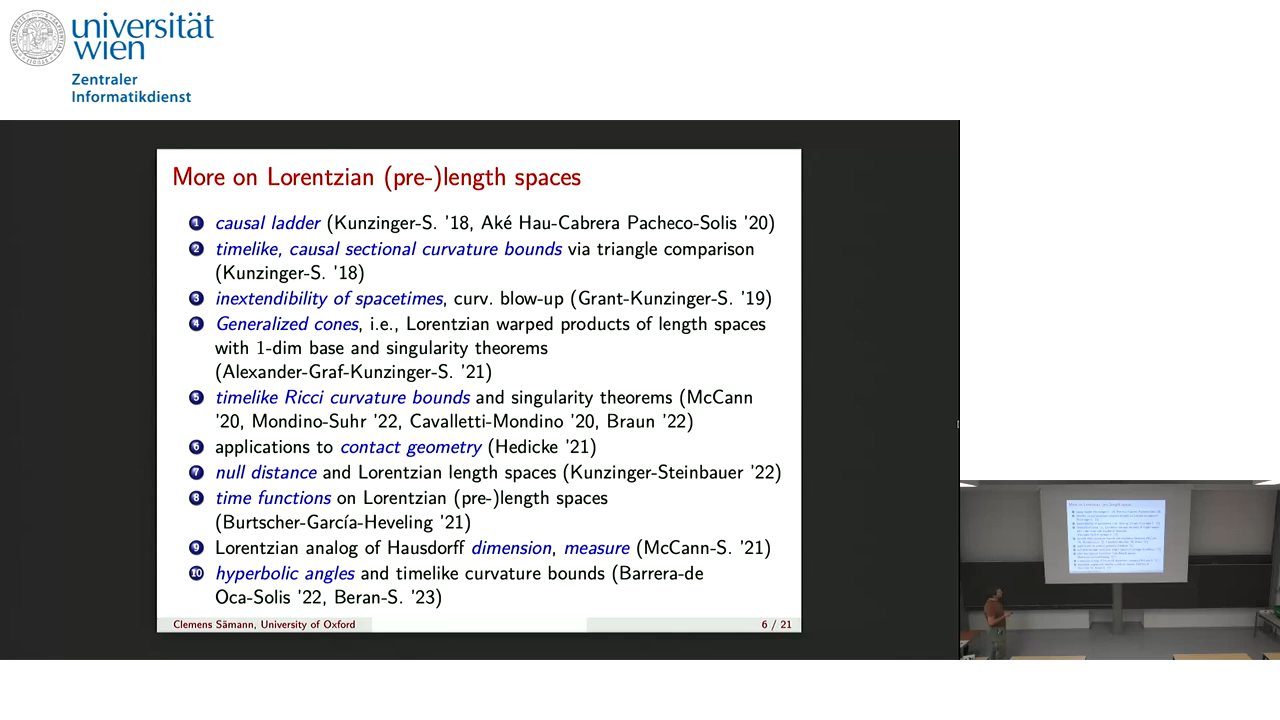 universität
wien
Zentraler
Informatikdienst
More on Lorentzian (pre-)length spaces
1 causal ladder (Kunzinger-S. '18, Aké Hau-Cabrera Pacheco-Solis '20)
2 timelike, causal sectional curvature bounds via triangle comparison
(Kunzinger-S. '18)
3 inextendibility of spacetimes, curv. blow-up (Grant-Kunzinger-S. '19)
4 Generalized cones, i.e., Lorentzian warped products of length spaces
with 1-dim base and singularity theorems
(Alexander-Graf-Kunzinger-S. '21)
5 timelike Ricci curvature bounds and singularity theorems (McCann
'20, Mondino-Suhr '22, Cavalletti-Mondino '20, Braun '22)
6 applications to contact geometry (Hedicke '21)
7 null distance and Lorentzian length spaces (Kunzinger-Steinbauer '22)
8 time functions on Lorentzian (pre-)length spaces
(Burtscher-García-Heveling '21)
9 Lorentzian analog of Hausdorff dimension, measure (McCann-S. '21)
10 hyperbolic angles and timelike curvature bounds (Barrera-de
Oca-Solis '22, Beran-S. '23)
Clemens Sämann, University of Oxford
6 / 21